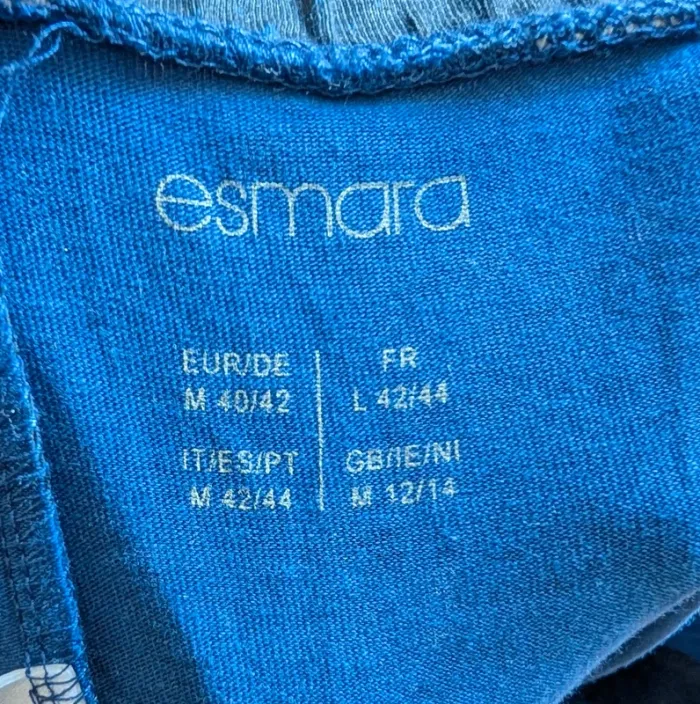 esmara
EUR/DE
M 40/42
FR
L 42/44
IT/ES/PT
M 42/44
GB/IE/NI
M 12/14